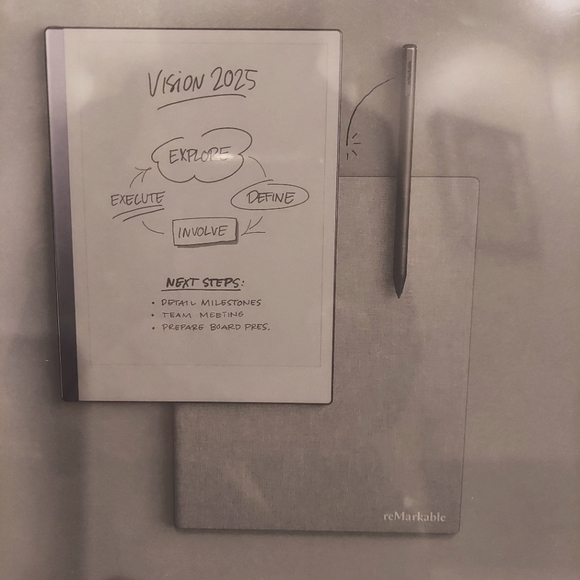 VISION 2025
EXPLORE
EXECUTE
DEFINE
INVOLVE
NEXT STEPS:
• DETAIL MILESTONES
• TEAM MEETING
• PREPARE BOARD PRES.
reMarkable